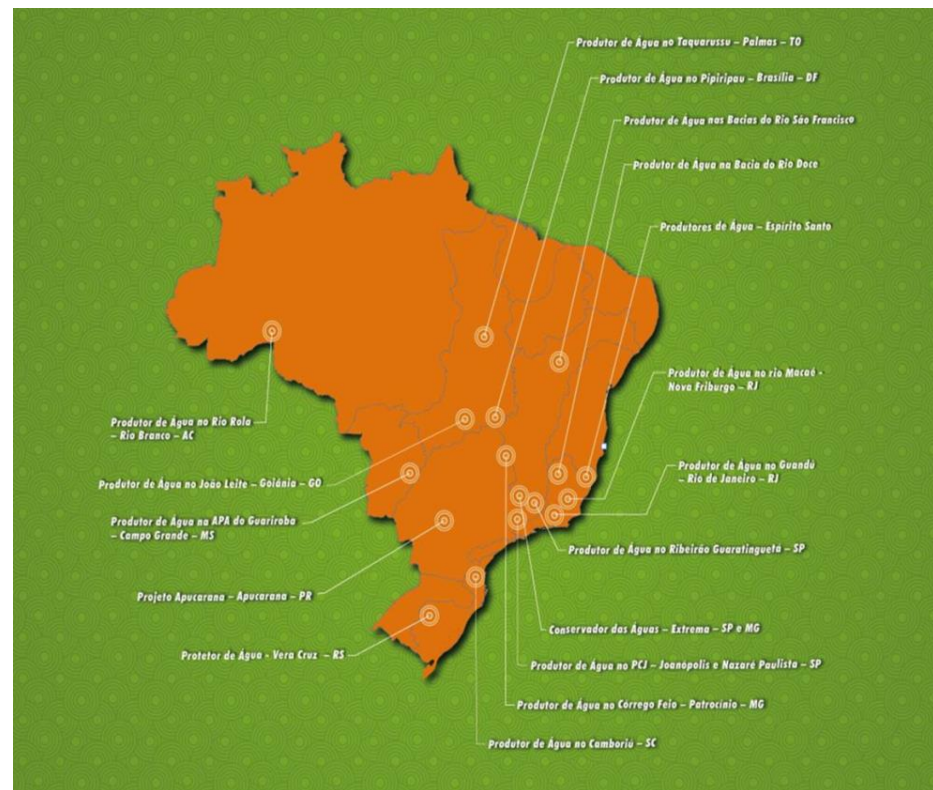 Produtor de Água no Taquarussu – Palmas – TO
Produtor de Água no Pipiripau – Brasília – DF
Produtor de Água nas Bacias do Rio São Francisco
Produtor de Água na Bacia do Rio Doce
Produtores de Água – Espírito Santo
Produtor de Água no rio Macaé -
Nova Friburgo – RJ
Produtor de Água no Rio Rola
– Rio Branco – AC
Produtor de Água no Guandú
– Rio de Janeiro – RJ
Produtor de Água no João Leite – Goiânia – GO
Produtor de Água na APA do Guariroba
– Campo Grande – MS
Produtor de Água no Ribeirão Guaratinguetá – SP
Projeto Apucarana – Apucarana – PR
Conservador das Águas – Extrema – SP e MG
Protetor de Água - Vera Cruz – RS
Produtor de Água no PCJ – Joanópolis e Nazaré Paulista – SP
Produtor de Água no Córrego Feio – Patrocínio – MG
Produtor de Água no Camboriú – SC